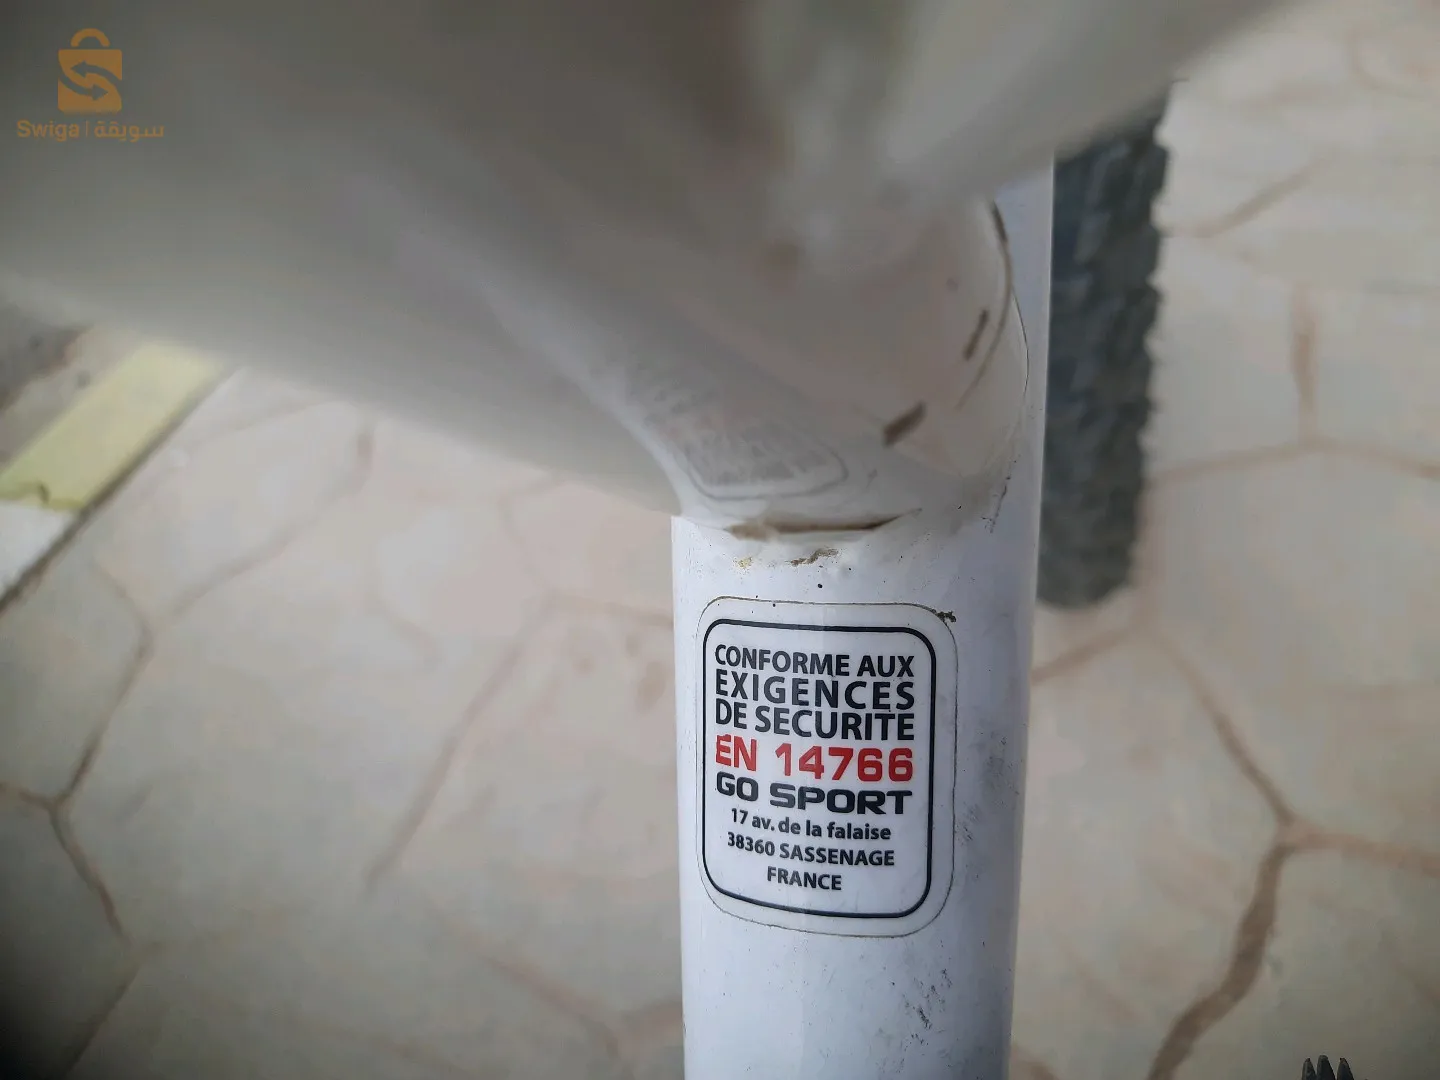 Swiga | سويقة
CONFORME AUX
EXIGENCES
DE SECURITE
EN 14766
GO SPORT
17 av. de la falaise
38360 SASSENAGE
FRANCE